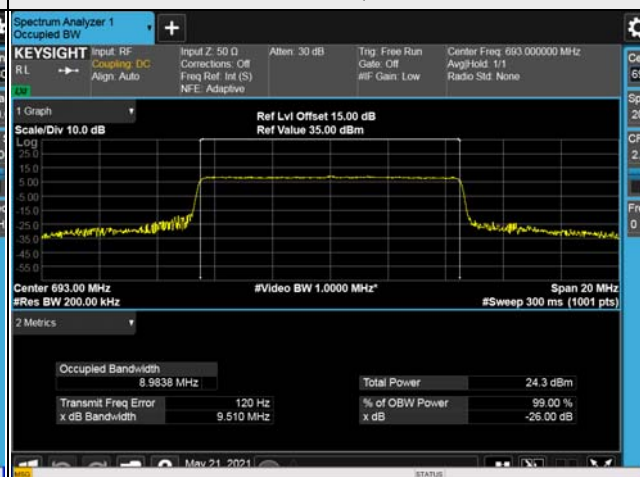 Spectrum Analyzer 1
Occupied BW
KEYSIGHT
RL
Input: RF
Coupling: DC
Align: Auto
Input Z: 50 Ω
Corrections: Off
Freq Ref: Int (S)
NFE: Adaptive
Atten: 30 dB
Trig: Free Run
Gate: Off
#IF Gain: Low
Center Freq: 693.000000 MHz
Avg|Hold: 1/1
Radio Std: None
1 Graph
Scale/Div 10.0 dB
Ref Lvl Offset 15.00 dB
Ref Value 35.00 dBm
Log
25.0
15.0
5.00
-5.00
-15.0
-25.0
-35.0
-45.0
-55.0
Center 693.00 MHz
#Video BW 1.0000 MHz*
Span 20 MHz
#Res BW 200.00 kHz
#Sweep 300 ms (1001 pts)
2 Metrics
Occupied Bandwidth
8.9838 MHz
Total Power 24.3 dBm
Transmit Freq Error 120 Hz
% of OBW Power 99.00 %
x dB Bandwidth 9.510 MHz
x dB -26.00 dB
May 21, 2021
MSG
STATUS